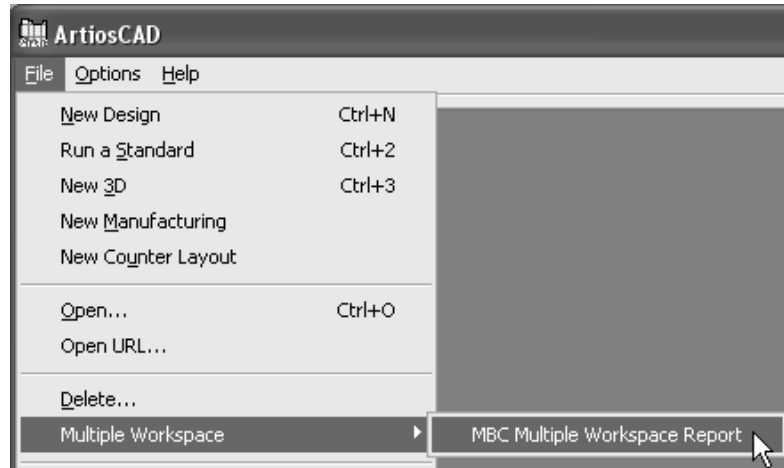 ArtiosCAD
File Options Help
New Design Ctrl+N
Run a Standard Ctrl+2
New 3D Ctrl+3
New Manufacturing
New Counter Layout
Open... Ctrl+O
Open URL...
Delete...
Multiple Workspace MBC Multiple Workspace Report